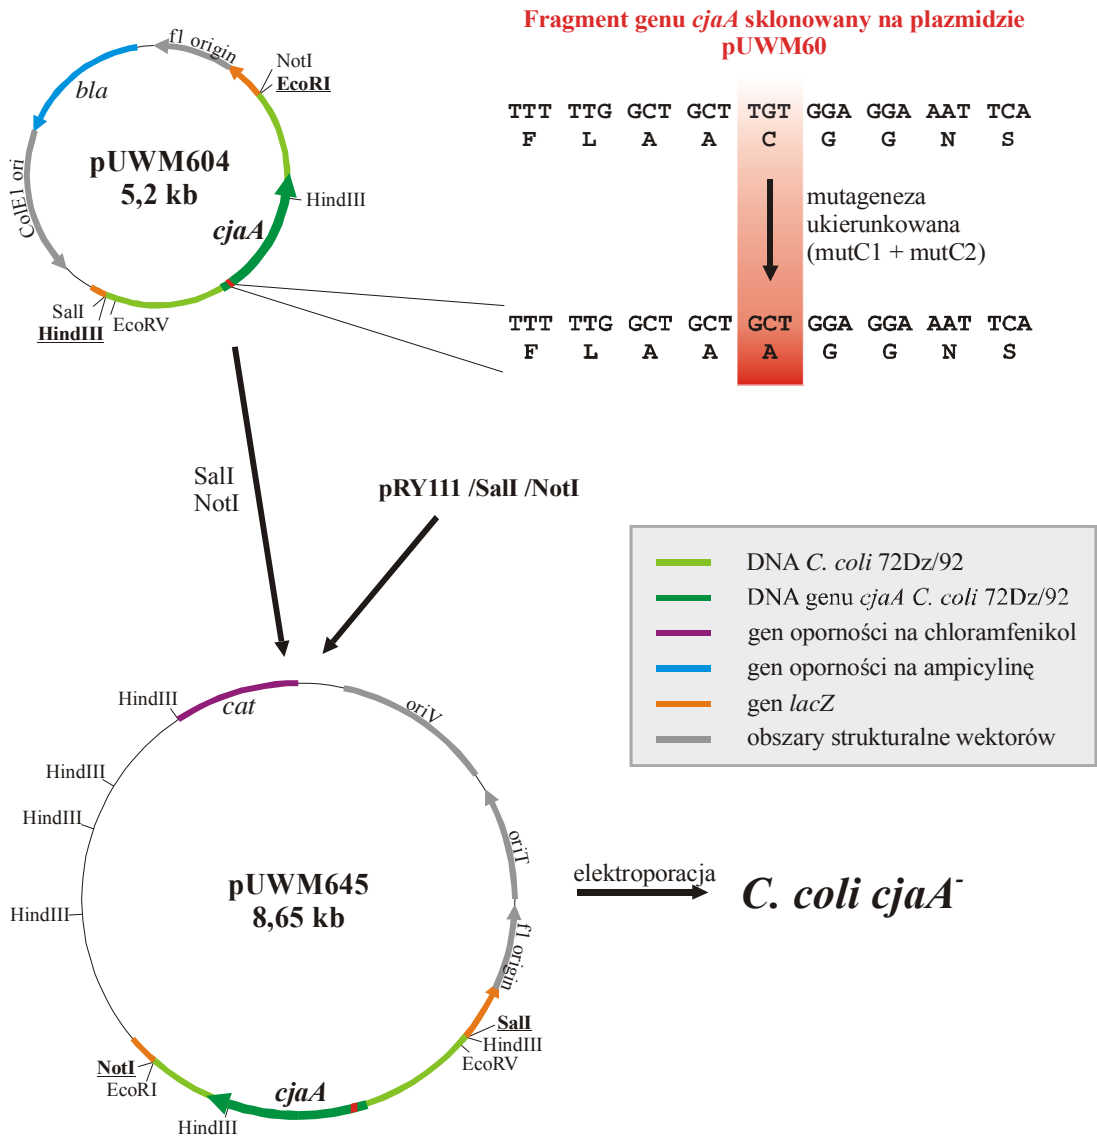 Fragment genu cjaA sklonowany na plazmidzie
pUWM60
TTT TTG GCT GCT TGT GGA GGA AAT TCA
F L A A C G G N S
mutageneza
ukierunkowana
(mutC1 + mutC2)
TTT TTG GCT GCT GCT GGA GGA AAT TCA
F L A A A G G N S
f1 origin
NotI
EcoRI
bla
pUWM604
5,2 kb
ColE1 ori
HindIII
cjaA
SalI
HindIII
EcoRV
SalI
NotI
pRY111 /SalI /NotI
DNA C. coli 72Dz/92
DNA genu cjaA C. coli 72Dz/92
gen oporności na chloramfenikol
gen oporności na ampicylinę
gen lacZ
obszary strukturalne wektorów
HindIII
cat
oriV
HindIII
HindIII
oriT
pUWM645
8,65 kb
HindIII
f1 origin
elektroporacja
C. coli cjaA-
SalI
HindIII
EcoRV
NotI
EcoRI
cjaA
HindIII